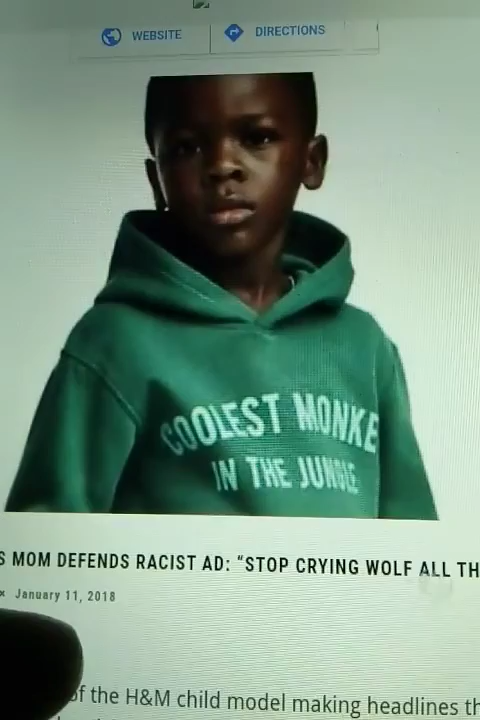 WEBSITE
DIRECTIONS
COOLEST MONKE
IN THE JUNGLE
S MOM DEFENDS RACIST AD: “STOP CRYING WOLF ALL TH
January 11, 2018
of the H&M child model making headlines th